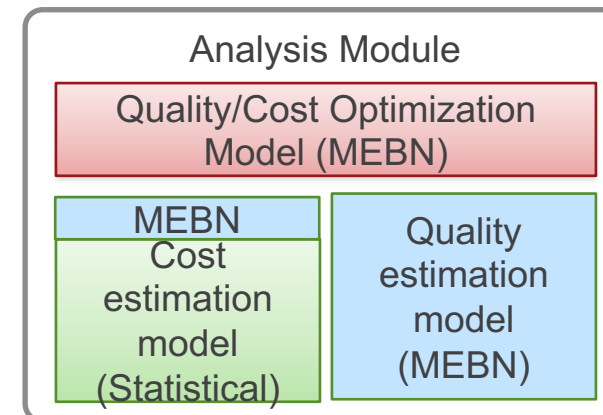 Analysis Module
Quality/Cost Optimization
Model (MEBN)
MEBN
Cost
estimation
model
(Statistical)
Quality
estimation
model
(MEBN)